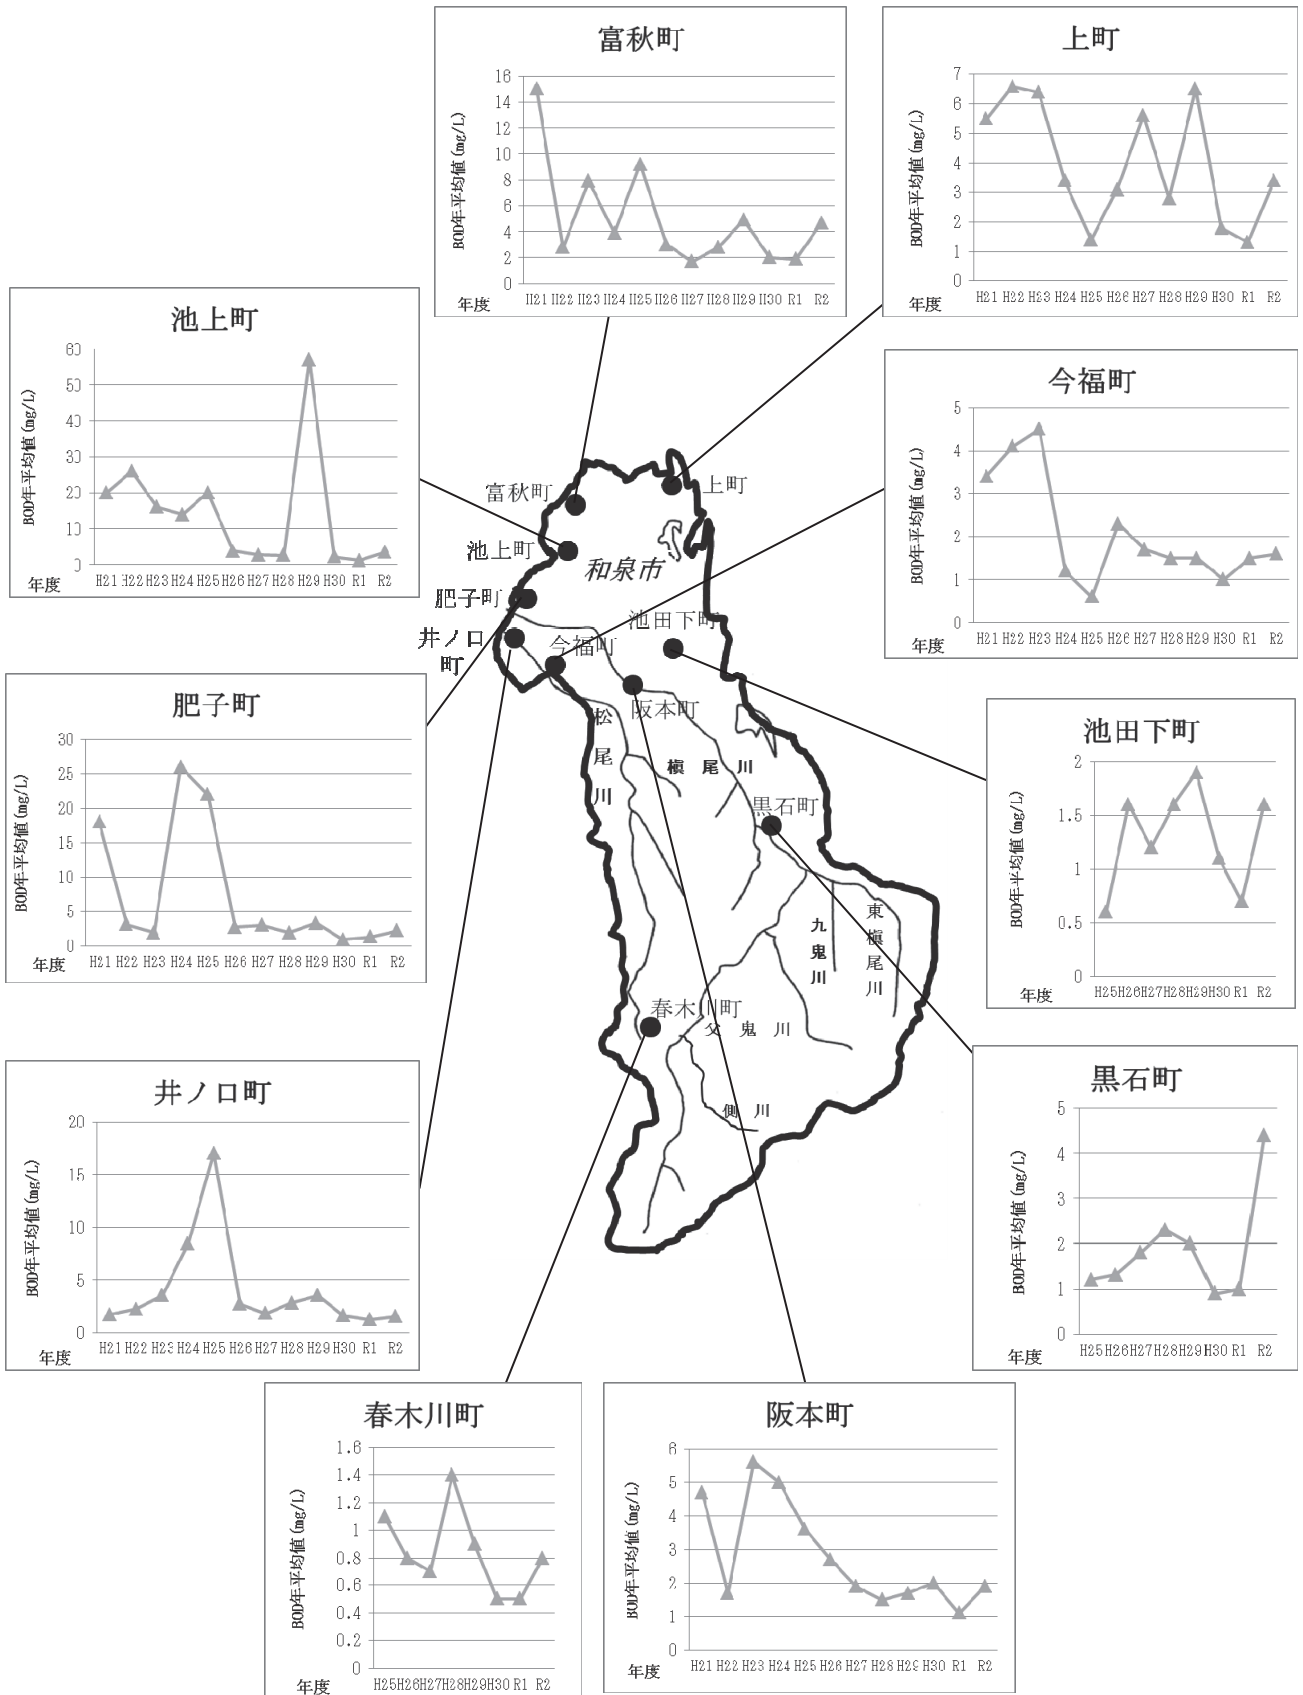 富秋町
BOD年平均値(mg/L)
16
14
12
10
8
6
4
2
0
年度
H21 H22 H23 H24 H25 H26 H27 H28 H29 H30 R1 R2
上町
BOD年平均値(mg/L)
7
6
5
4
3
2
1
0
年度
H21 H22 H23 H24 H25 H26 H27 H28 H29 H30 R1 R2
池上町
BOD年平均値(mg/L)
60
50
40
30
20
10
0
年度
H21 H22 H23 H24 H25 H26 H27 H28 H29 H30 R1 R2
今福町
BOD年平均値(mg/L)
5
4
3
2
1
0
年度
H21 H22 H23 H24 H25 H26 H27 H28 H29 H30 R1 R2
富秋町
上町
池上町
和泉市
肥子町
池田下町
井ノ口
町
今福町
阪本町
松尾川
槇尾川
黒石町
九鬼川
東槇尾川
春木川町
父鬼川
側川
肥子町
BOD年平均値(mg/L)
30
25
20
15
10
5
0
年度
H21 H22 H23 H24 H25 H26 H27 H28 H29 H30 R1 R2
池田下町
BOD年平均値(mg/L)
2
1.5
1
0.5
0
年度
H25 H26 H27 H28 H29 H30 R1 R2
井ノ口町
BOD年平均値(mg/L)
20
15
10
5
0
年度
H21 H22 H23 H24 H25 H26 H27 H28 H29 H30 R1 R2
黒石町
BOD年平均値(mg/L)
5
4
3
2
1
0
年度
H25 H26 H27 H28 H29 H30 R1 R2
春木川町
BOD年平均値(mg/L)
1.6
1.4
1.2
1
0.8
0.6
0.4
0.2
0
年度
H25 H26 H27 H28 H29 H30 R1 R2
阪本町
BOD年平均値(mg/L)
6
5
4
3
2
1
0
年度
H21 H22 H23 H24 H25 H26 H27 H28 H29 H30 R1 R2